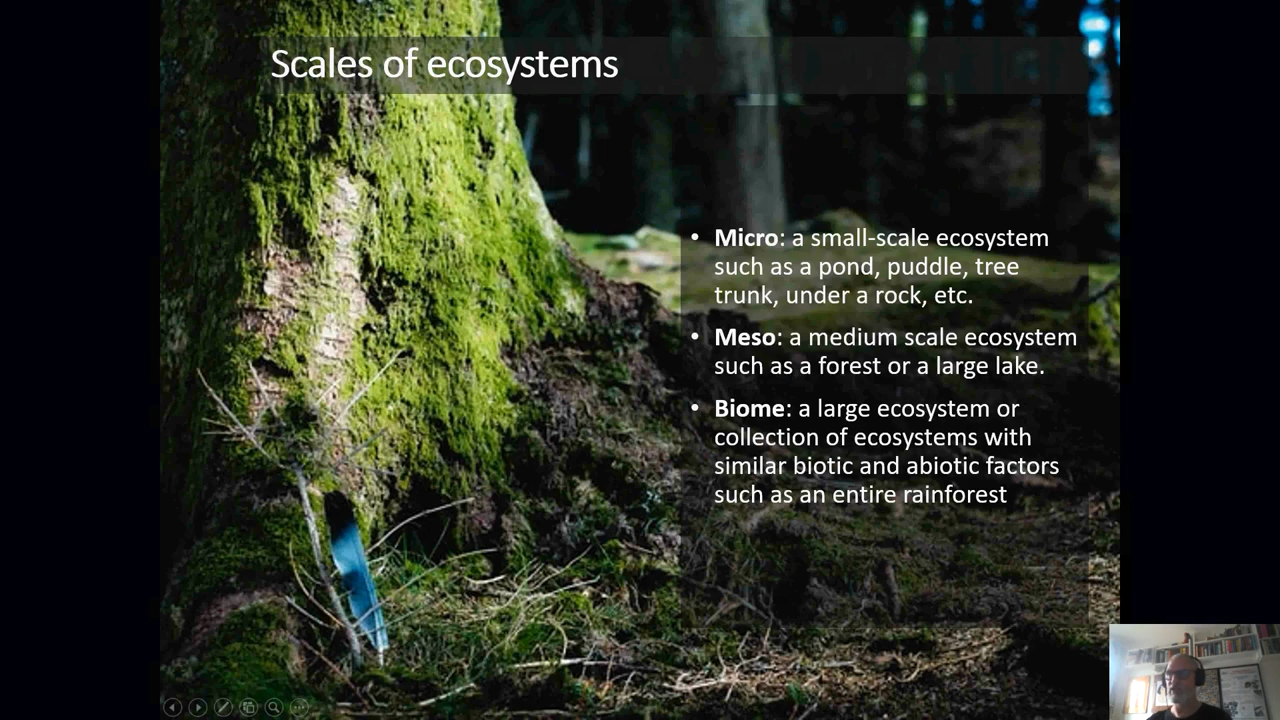 Scales of ecosystems
• Micro: a small-scale ecosystem
such as a pond, puddle, tree
trunk, under a rock, etc.
• Meso: a medium scale ecosystem
such as a forest or a large lake.
• Biome: a large ecosystem or
collection of ecosystems with
similar biotic and abiotic factors
such as an entire rainforest